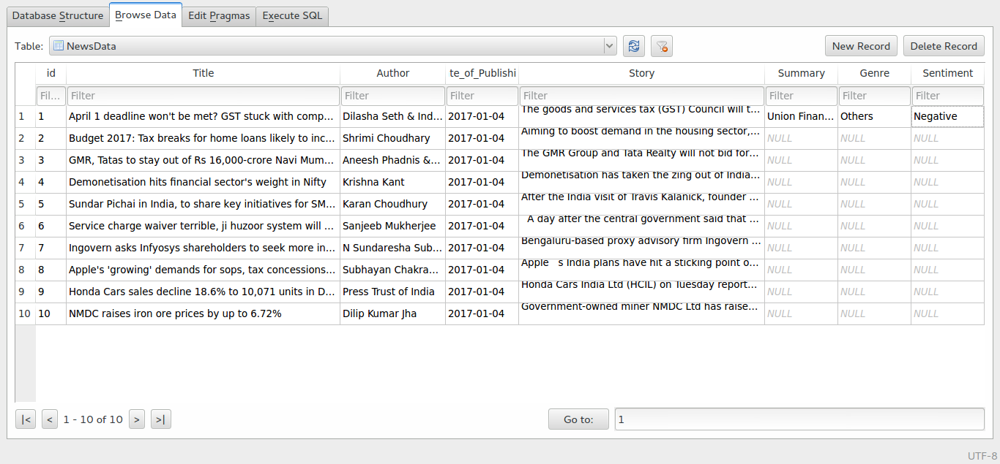 Database Structure Browse Data Edit Pragmas Execute SQL
Table: NewsData New Record Delete Record
id Title Author te_of_Publishi Story Summary Genre Sentiment
Fil... Filter Filter Filter Filter Filter Filter Filter
1 1 April 1 deadline won't be met? GST stuck with comp... Dilasha Seth & Ind... 2017-01-04 The goods and services tax (GST) Council will t... Union Finan... Others Negative
2 2 Budget 2017: Tax breaks for home loans likely to inc... Shrimi Choudhary 2017-01-04 Aiming to boost demand in the housing sector,... NULL NULL NULL
3 3 GMR, Tatas to stay out of Rs 16,000-crore Navi Mum... Aneesh Phadnis &... 2017-01-04 The GMR Group and Tata Realty will not bid for... NULL NULL NULL
4 4 Demonetisation hits financial sector's weight in Nifty Krishna Kant 2017-01-04 Demonetisation has taken the zing out of India... NULL NULL NULL
5 5 Sundar Pichai in India, to share key initiatives for SM... Karan Choudhury 2017-01-04 After the India visit of Travis Kalanick, founder ... NULL NULL NULL
6 6 Service charge waiver terrible, ji huzoor system will ... Sanjeeb Mukherjee 2017-01-04 A day after the central government said that ... NULL NULL NULL
7 7 Ingovern asks Infyosys shareholders to seek more in... N Sundaresha Sub... 2017-01-04 Bengaluru-based proxy advisory firm Ingovern ... NULL NULL NULL
8 8 Apple's 'growing' demands for sops, tax concessions... Subhayan Chakra... 2017-01-04 Apple s India plans have hit a sticking point o... NULL NULL NULL
9 9 Honda Cars sales decline 18.6% to 10,071 units in D... Press Trust of India 2017-01-04 Honda Cars India Ltd (HCIL) on Tuesday report... NULL NULL NULL
10 10 NMDC raises iron ore prices by up to 6.72% Dilip Kumar Jha 2017-01-04 Government-owned miner NMDC Ltd has raise... NULL NULL NULL
|< < 1 - 10 of 10 > >| Go to: 1
UTF-8